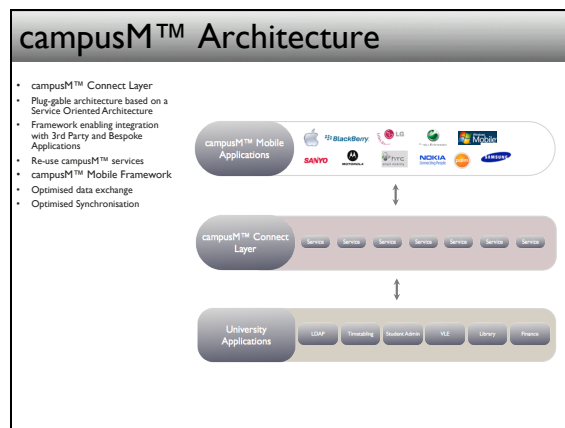 campusM™ Architecture
• campusM™ Connect Layer
• Plug-gable architecture based on a
Service Oriented Architecture
• Framework enabling integration
with 3rd Party and Bespoke
Applications
• Re-use campusM™ services
• campusM™ Mobile Framework
• Optimised data exchange
• Optimised Synchronisation
campusM™ Mobile
Applications
BlackBerry
LG
Windows
Mobile
SANYO
MOTOROLA
hTC
NOKIA
Connecting People
palm
SAMSUNG
campusM™ Connect
Layer
Service Service Service Service Service Service Service
University
Applications
LDAP Timetabling Student Admin VLE Library Finance